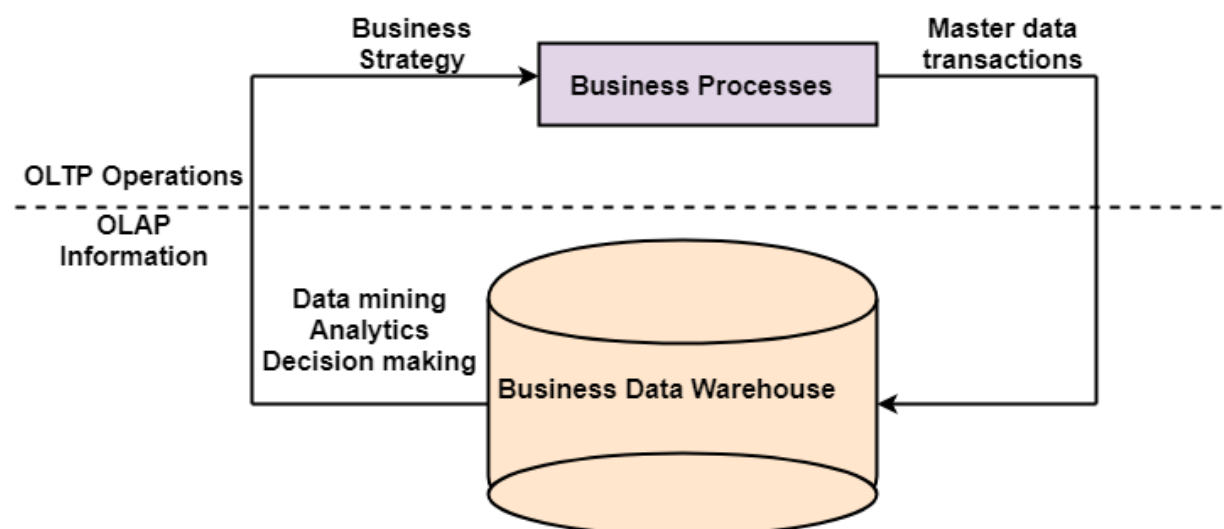 Business
Strategy
Master data
transactions
Business Processes
OLTP Operations
OLAP
Information
Data mining
Analytics
Decision making
Business Data Warehouse